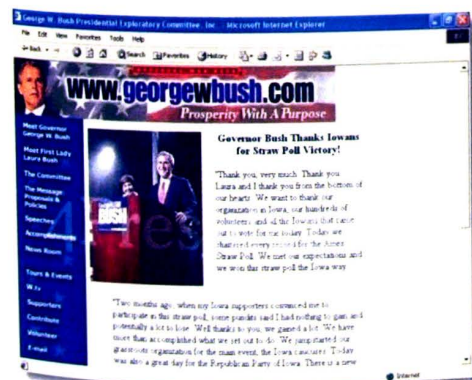 George W. Bush Presidential Exploratory Committee, Inc. - Microsoft Internet Explorer
File Edit View Favorites Tools Help
Back Search Favorites History
www.georgewbush.com
Prosperity With A Purpose
Meet Governor
George W. Bush
Meet First Lady
Laura Bush
The Committee
The Message:
Proposals &
Policies
Speeches
Accomplishments
News Room
Tours & Events
W.tv
Supporters
Contribute
Volunteer
E-mail
BUSH
Governor Bush Thanks Iowans
for Straw Poll Victory!
"Thank you, very much. Thank you.
Laura and I thank you from the bottom of
our hearts. We want to thank our
organization in Iowa, our hundreds of
volunteers and all the Iowans that came
out to vote for me today. Today we
shattered every record for the Ames
Straw Poll. We met our expectations and
we won this straw poll the Iowa way.
"Two months ago, when my Iowa supporters convinced me to
participate in this straw poll, some pundits said I had nothing to gain and
potentially a lot to lose. Well thanks to you, we gained a lot. We have
more than accomplished what we set out to do. We jumpstarted our
grassroots organization for the main event, the Iowa caucuses. Today
was also a great day for the Republican Party of Iowa. There is a new
Internet